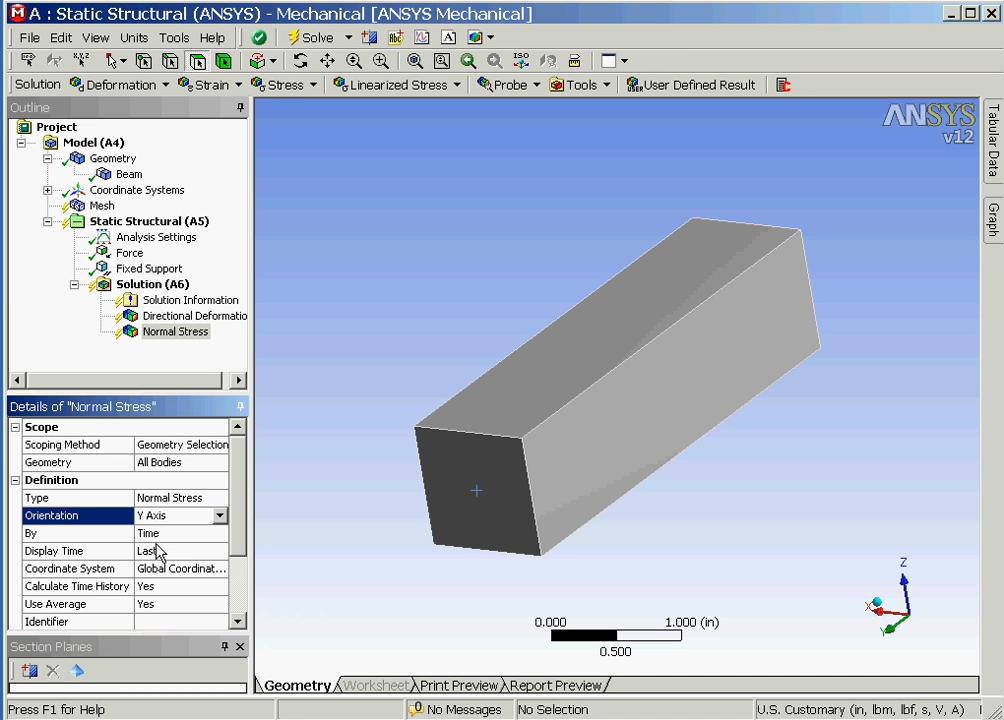 A : Static Structural (ANSYS) - Mechanical [ANSYS Mechanical]
File Edit View Units Tools Help Solve
Solution Deformation Strain Stress Linearized Stress Probe Tools User Defined Result
Outline
Project
Model (A4)
Geometry
Beam
Coordinate Systems
Mesh
Static Structural (A5)
Analysis Settings
Force
Fixed Support
Solution (A6)
Solution Information
Directional Deformatio
Normal Stress
Details of "Normal Stress"
Scope
Scoping Method Geometry Selection
Geometry All Bodies
Definition
Type Normal Stress
Orientation Y Axis
By Time
Display Time Last
Coordinate System Global Coordinat...
Calculate Time History Yes
Use Average Yes
Identifier
Section Planes
ANSYS
v12
Tabular Data
Graph
Z
X
Y
0.000 1.000 (in)
0.500
Geometry Worksheet Print Preview Report Preview
Press F1 for Help No Messages No Selection U.S. Customary (in, lbm, lbf, s, V, A)